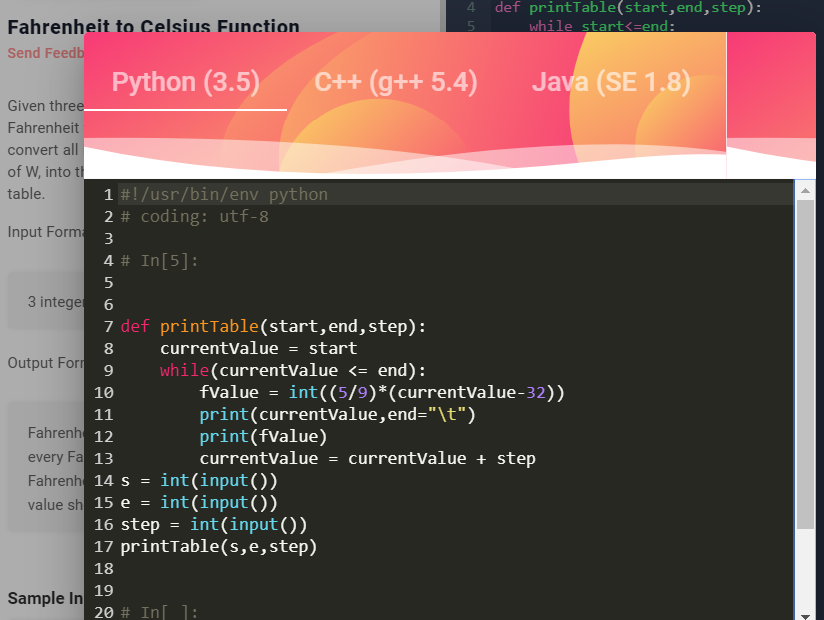 Fahrenheit to Celsius Function
Send Feedb
Given three
Fahrenheit
convert all
of W, into th
table.
Input Forma
3 integer
Output Forr
Fahrenhe
every Fa
Fahrenhe
value sh
Sample In
4 def printTable(start,end,step):
5 while start<=end:
Python (3.5) C++ (g++ 5.4) Java (SE 1.8)
1 #!/usr/bin/env python
2 # coding: utf-8
3
4 # In[5]:
5
6
7 def printTable(start,end,step):
8     currentValue = start
9     while(currentValue <= end):
10         fValue = int((5/9)*(currentValue-32))
11         print(currentValue,end="\t")
12         print(fValue)
13         currentValue = currentValue + step
14 s = int(input())
15 e = int(input())
16 step = int(input())
17 printTable(s,e,step)
18
19
20 # In[ ]: